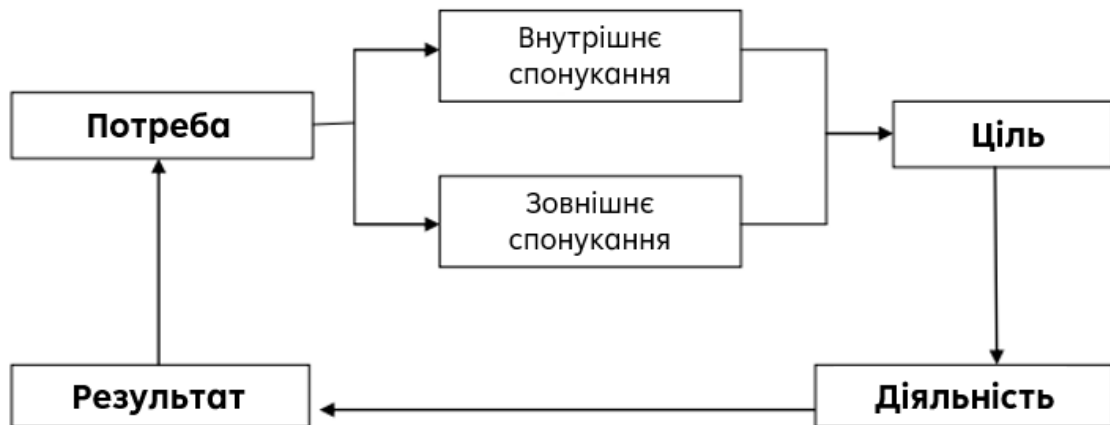 Внутрішнє
спонукання
Потреба
Ціль
Зовнішнє
спонукання
Результат
Діяльність